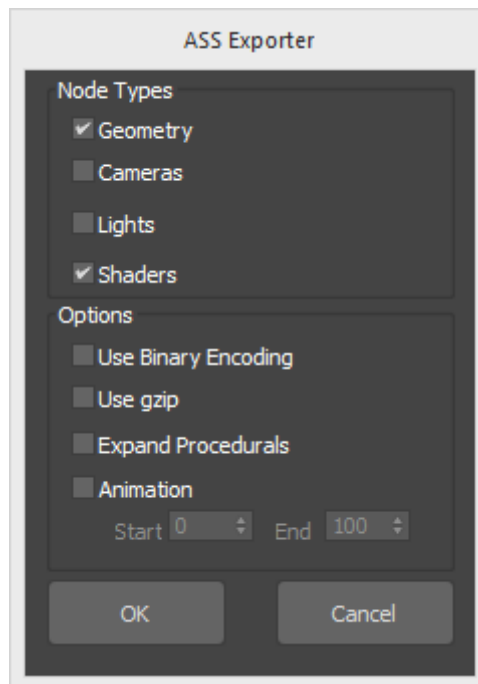 ASS Exporter
Node Types
Geometry
Cameras
Lights
Shaders
Options
Use Binary Encoding
Use gzip
Expand Procedurals
Animation
Start 0 End 100
OK Cancel